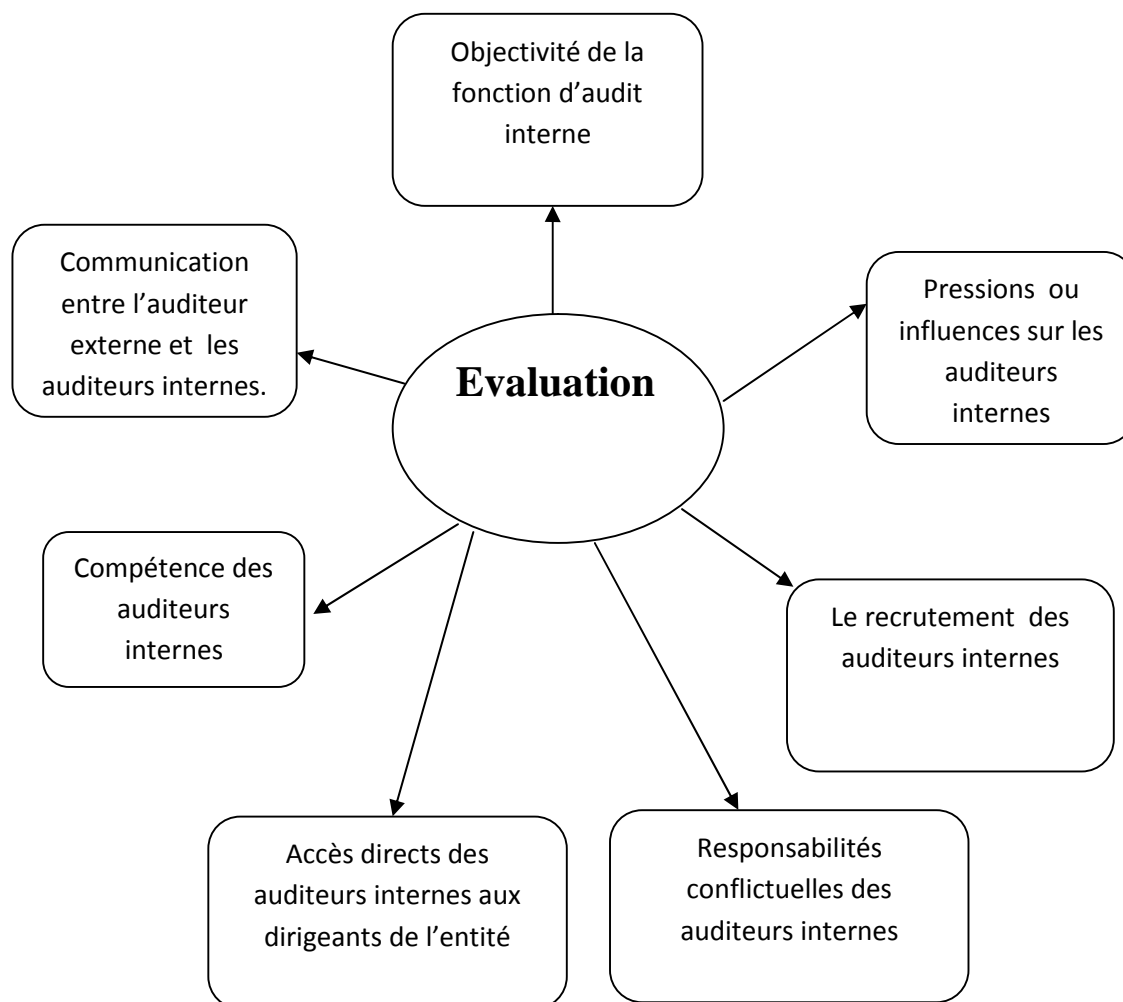 Objectivité de la
fonction d’audit
interne
Communication
entre l’auditeur
externe et les
auditeurs internes.
Pressions ou
influences sur les
auditeurs
internes
Evaluation
Compétence des
auditeurs
internes
Le recrutement des
auditeurs internes
Accès directs des
auditeurs internes aux
dirigeants de l’entité
Responsabilités
conflictuelles des
auditeurs internes